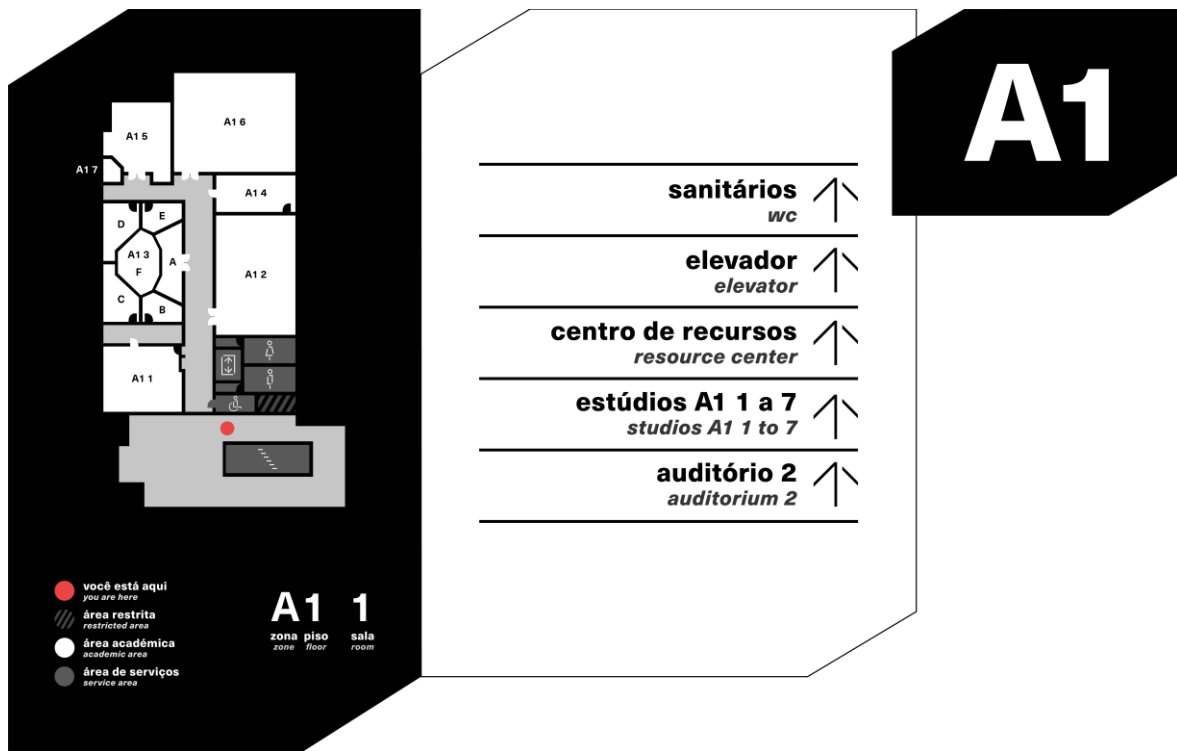 A1 6
A1 5
A1 7
A1 4
D
E
A1 3
F
A
A1 2
C
B
A1 1
você está aqui
you are here
área restrita
restricted area
área académica
academic area
área de serviços
service area
A1 1
zona piso sala
zone floor room
sanitários
wc
elevador
elevator
centro de recursos
resource center
estúdios A1 1 a 7
studios A1 1 to 7
auditório 2
auditorium 2
A1